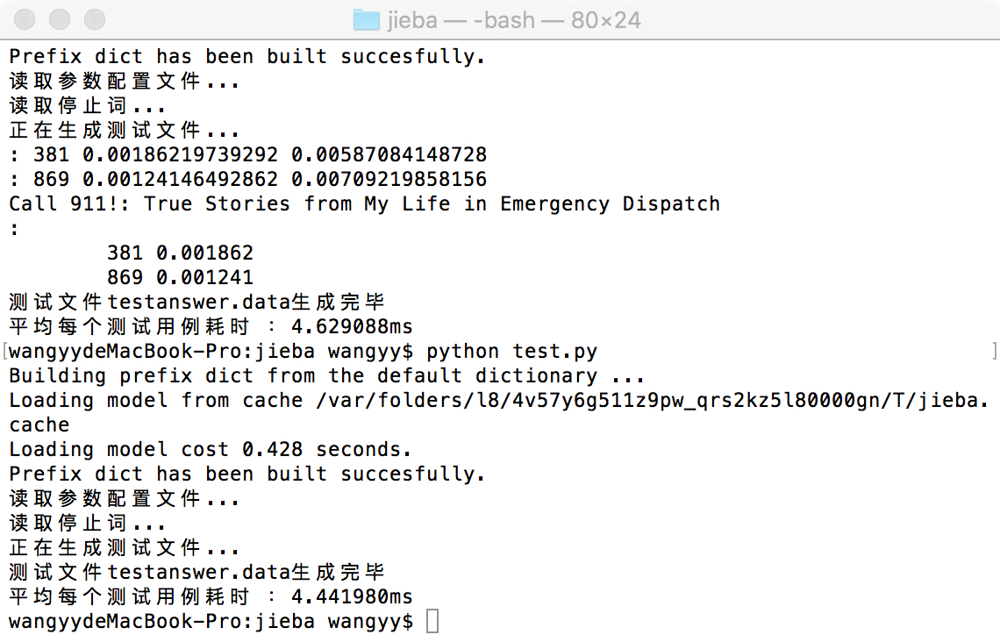 jieba — -bash — 80×24
Prefix dict has been built succesfully.
读取参数配置文件...
读取停止词...
正在生成测试文件...
: 381 0.00186219739292 0.00587084148728
: 869 0.00124146492862 0.00709219858156
Call 911!: True Stories from My Life in Emergency Dispatch
:
381 0.001862
869 0.001241
测试文件testanswer.data生成完毕
平均每个测试用例耗时 : 4.629088ms
[wangyydeMacBook-Pro:jieba wangyy$ python test.py ]
Building prefix dict from the default dictionary ...
Loading model from cache /var/folders/l8/4v57y6g511z9pw_qrs2kz5l80000gn/T/jieba.
cache
Loading model cost 0.428 seconds.
Prefix dict has been built succesfully.
读取参数配置文件...
读取停止词...
正在生成测试文件...
测试文件testanswer.data生成完毕
平均每个测试用例耗时 : 4.441980ms
wangyydeMacBook-Pro:jieba wangyy$